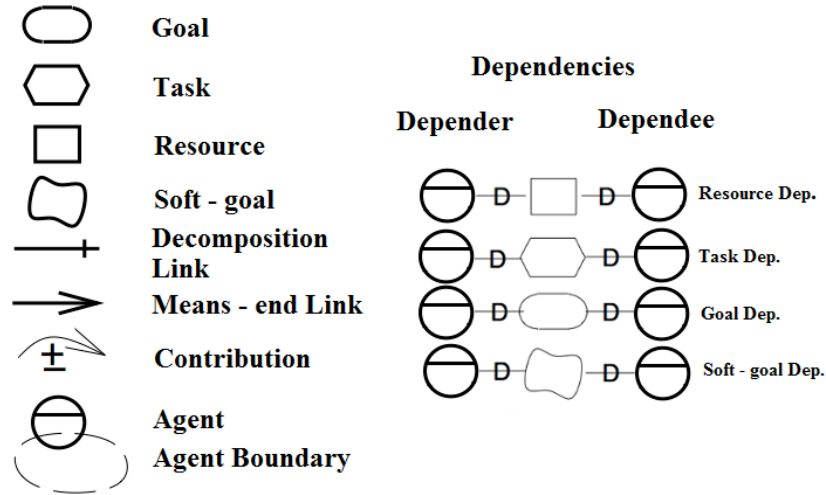 Goal
Task
Resource
Soft - goal
Decomposition
Link
Means - end Link
±
Contribution
Agent
Agent Boundary
Dependencies
Depender
Dependee
D D Resource Dep.
D D Task Dep.
D D Goal Dep.
D D Soft - goal Dep.